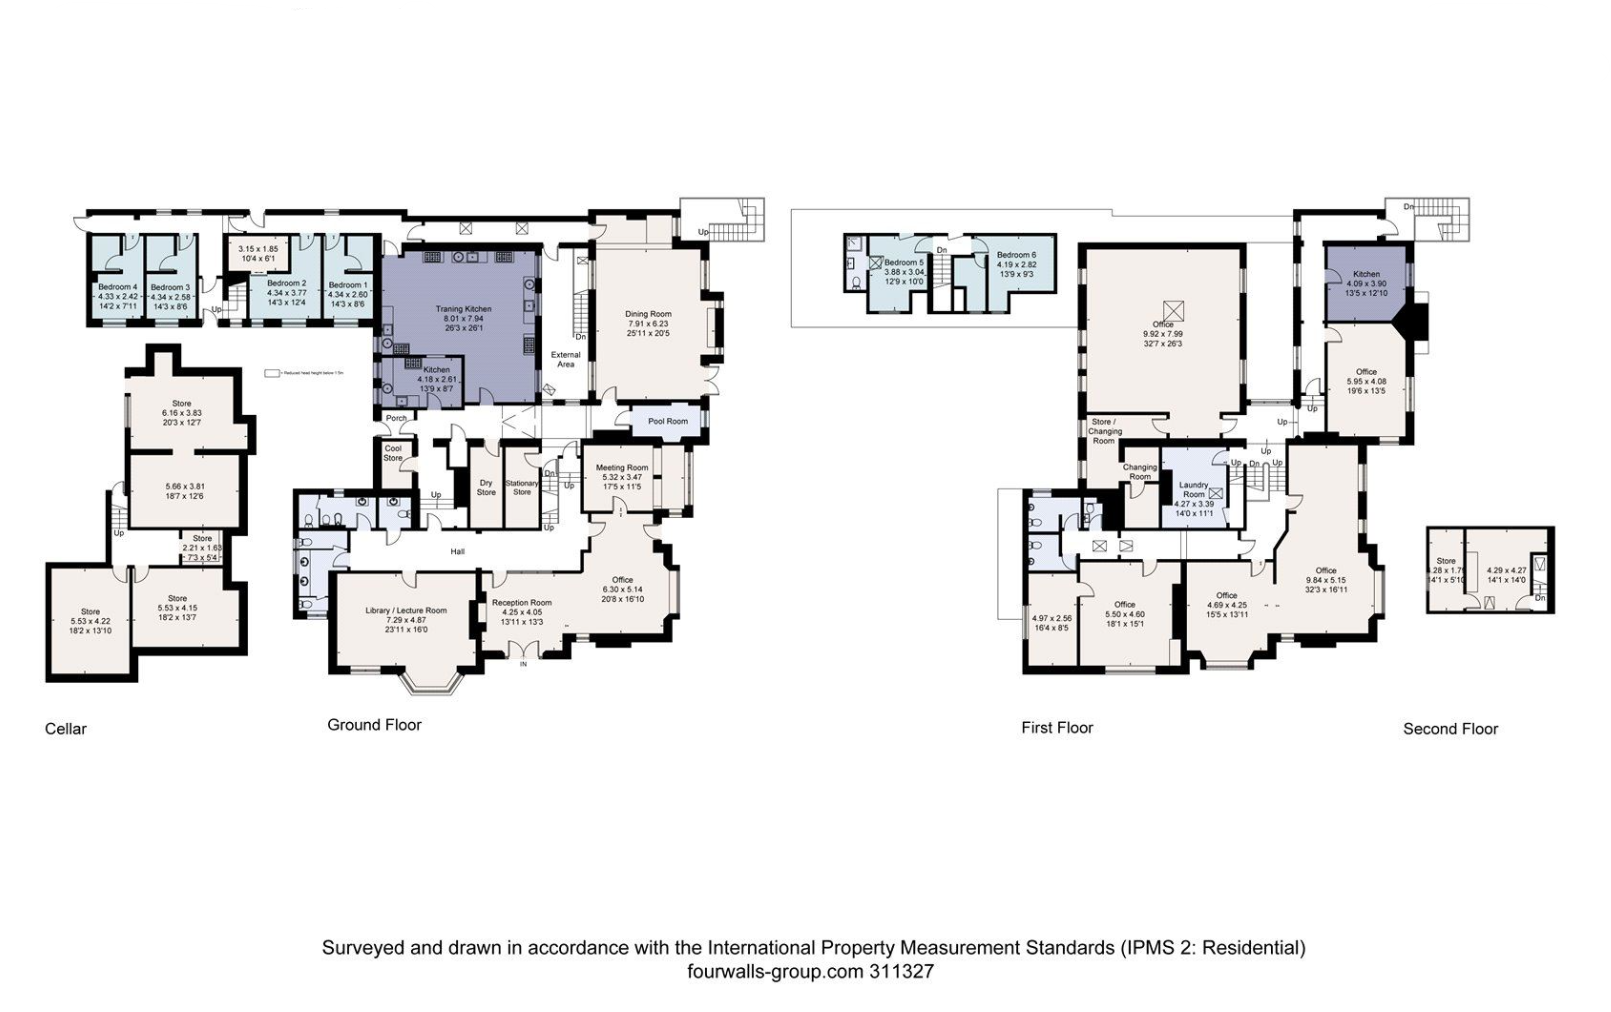 Up
Dn
3.15 x 1.85
10'4 x 6'1
Bedroom 4
4.33 x 2.42
14'2 x 7'11
Bedroom 3
4.34 x 2.58
14'3 x 8'6
Up
Bedroom 2
4.34 x 3.77
14'3 x 12'4
Bedroom 1
4.34 x 2.60
14'3 x 8'6
Traning Kitchen
8.01 x 7.94
26'3 x 26'1
Dn
External
Area
Dining Room
7.91 x 6.23
25'11 x 20'5
Kitchen
4.18 x 2.61
13'9 x 8'7
= Reduced head height below 1.5m
Porch
Pool Room
Cool
Store
Dry
Store
Stationary
Store
Up
Dn
Up
Up
Meeting Room
5.32 x 3.47
17'5 x 11'5
Hall
Library / Lecture Room
7.29 x 4.87
23'11 x 16'0
Reception Room
4.25 x 4.05
13'11 x 13'3
Office
6.30 x 5.14
20'8 x 16'10
IN
Store
6.16 x 3.83
20'3 x 12'7
5.66 x 3.81
18'7 x 12'6
Up
Store
2.21 x 1.63
7'3 x 5'4
Store
5.53 x 4.22
18'2 x 13'10
Store
5.53 x 4.15
18'2 x 13'7
Bedroom 5
3.88 x 3.04
12'9 x 10'0
Dn
Bedroom 6
4.19 x 2.82
13'9 x 9'3
Office
9.92 x 7.99
32'7 x 26'3
Kitchen
4.09 x 3.90
13'5 x 12'10
Office
5.95 x 4.08
19'6 x 13'5
Up
Up
Store /
Changing
Room
Changing
Room
Laundry
Room
4.27 x 3.39
14'0 x 11'1
Up
Up
Dn
Up
Office
9.84 x 5.15
32'3 x 16'11
4.97 x 2.56
16'4 x 8'5
Office
5.50 x 4.60
18'1 x 15'1
Office
4.69 x 4.25
15'5 x 13'11
Store
14'1 x 5'10
4.29 x 4.27
14'1 x 14'0
Dn
Cellar
Ground Floor
First Floor
Second Floor
Surveyed and drawn in accordance with the International Property Measurement Standards (IPMS 2: Residential)
fourwalls-group.com 311327